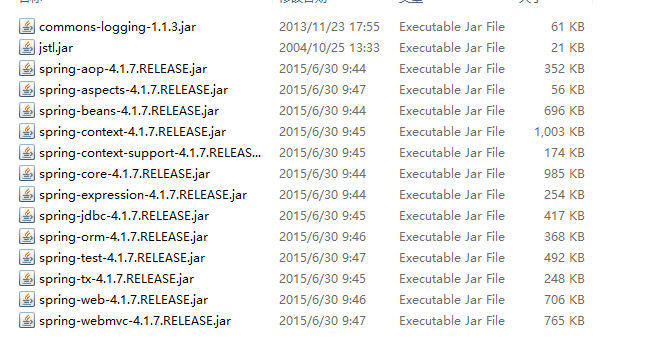 commons-logging-1.1.3.jar 2013/11/23 17:55 Executable Jar File 61 KB
jstl.jar 2004/10/25 13:33 Executable Jar File 21 KB
spring-aop-4.1.7.RELEASE.jar 2015/6/30 9:44 Executable Jar File 352 KB
spring-aspects-4.1.7.RELEASE.jar 2015/6/30 9:47 Executable Jar File 56 KB
spring-beans-4.1.7.RELEASE.jar 2015/6/30 9:44 Executable Jar File 696 KB
spring-context-4.1.7.RELEASE.jar 2015/6/30 9:45 Executable Jar File 1,003 KB
spring-context-support-4.1.7.RELEAS... 2015/6/30 9:45 Executable Jar File 174 KB
spring-core-4.1.7.RELEASE.jar 2015/6/30 9:44 Executable Jar File 985 KB
spring-expression-4.1.7.RELEASE.jar 2015/6/30 9:44 Executable Jar File 254 KB
spring-jdbc-4.1.7.RELEASE.jar 2015/6/30 9:45 Executable Jar File 417 KB
spring-orm-4.1.7.RELEASE.jar 2015/6/30 9:46 Executable Jar File 368 KB
spring-test-4.1.7.RELEASE.jar 2015/6/30 9:47 Executable Jar File 492 KB
spring-tx-4.1.7.RELEASE.jar 2015/6/30 9:45 Executable Jar File 248 KB
spring-web-4.1.7.RELEASE.jar 2015/6/30 9:46 Executable Jar File 706 KB
spring-webmvc-4.1.7.RELEASE.jar 2015/6/30 9:47 Executable Jar File 765 KB